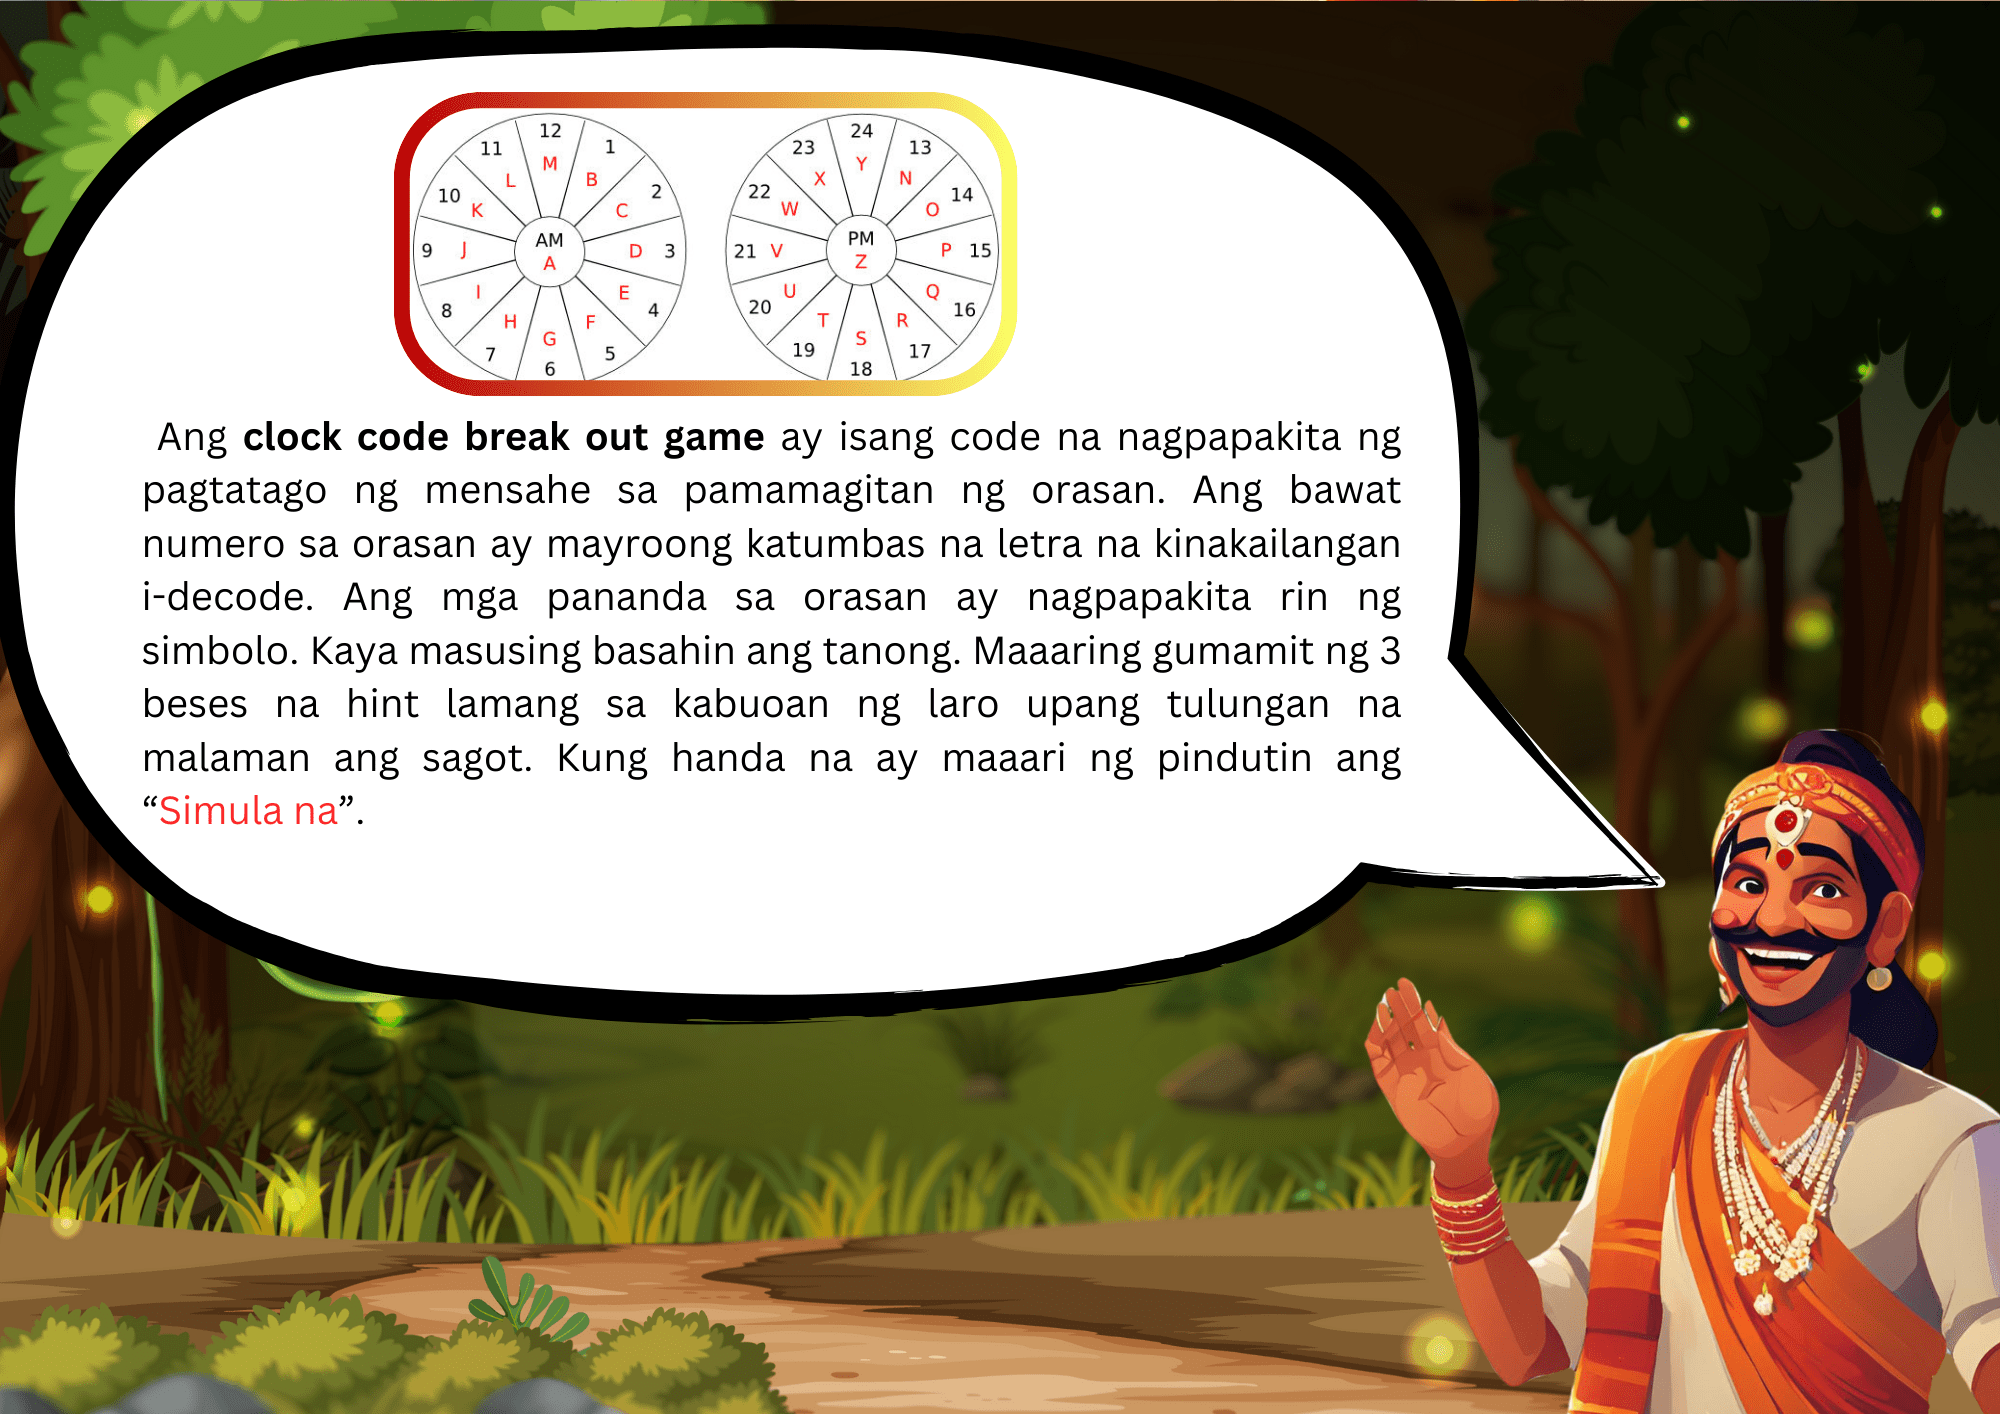 12
11 1
M
L B
10 2
K C
9 J AM D 3
A
8 I E 4
H F
G
7 5
6
24
23 13
Y
X N
22 14
W O
21 V PM P 15
Z
20 U Q 16
T R
S
19 17
18
Ang clock code break out game ay isang code na nagpapakita ng
pagtatago ng mensahe sa pamamagitan ng orasan. Ang bawat
numero sa orasan ay mayroong katumbas na letra na kinakailangan
i-decode. Ang mga pananda sa orasan ay nagpapakita rin ng
simbolo. Kaya masusing basahin ang tanong. Maaaring gumamit ng 3
beses na hint lamang sa kabuoan ng laro upang tulungan na
malaman ang sagot. Kung handa na ay maaari ng pindutin ang
“Simula na”.